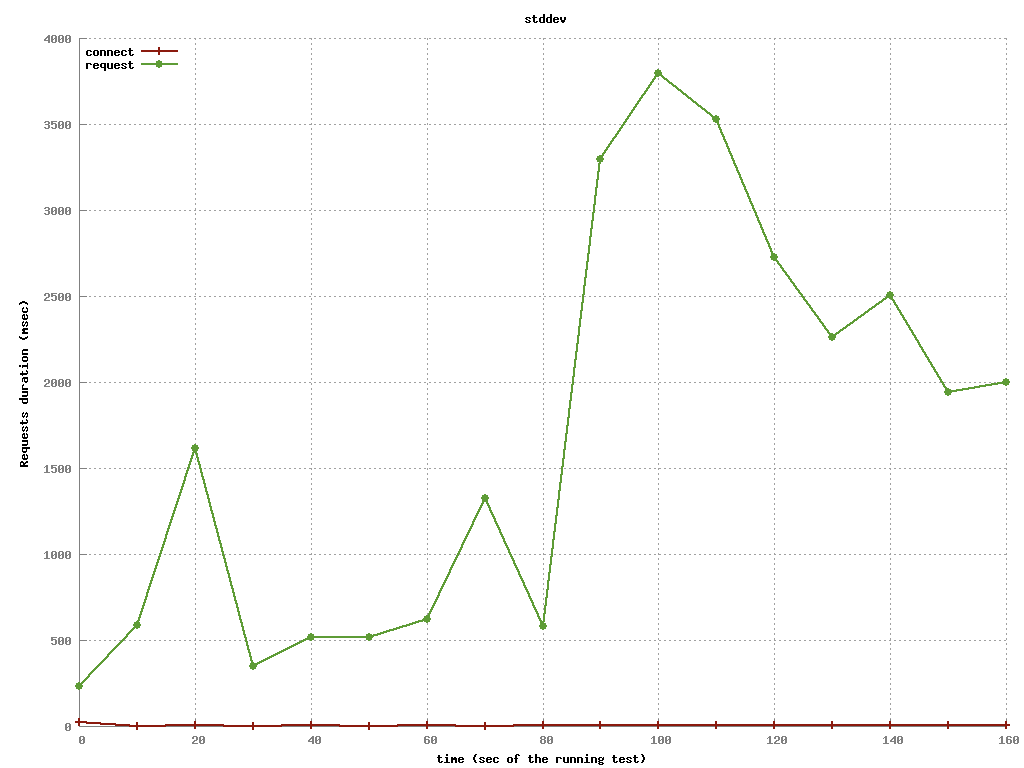 stddev
connect
request
4000
3500
3000
2500
2000
1500
1000
500
0
Requests duration (msec)
0 20 40 60 80 100 120 140 160
time (sec of the running test)